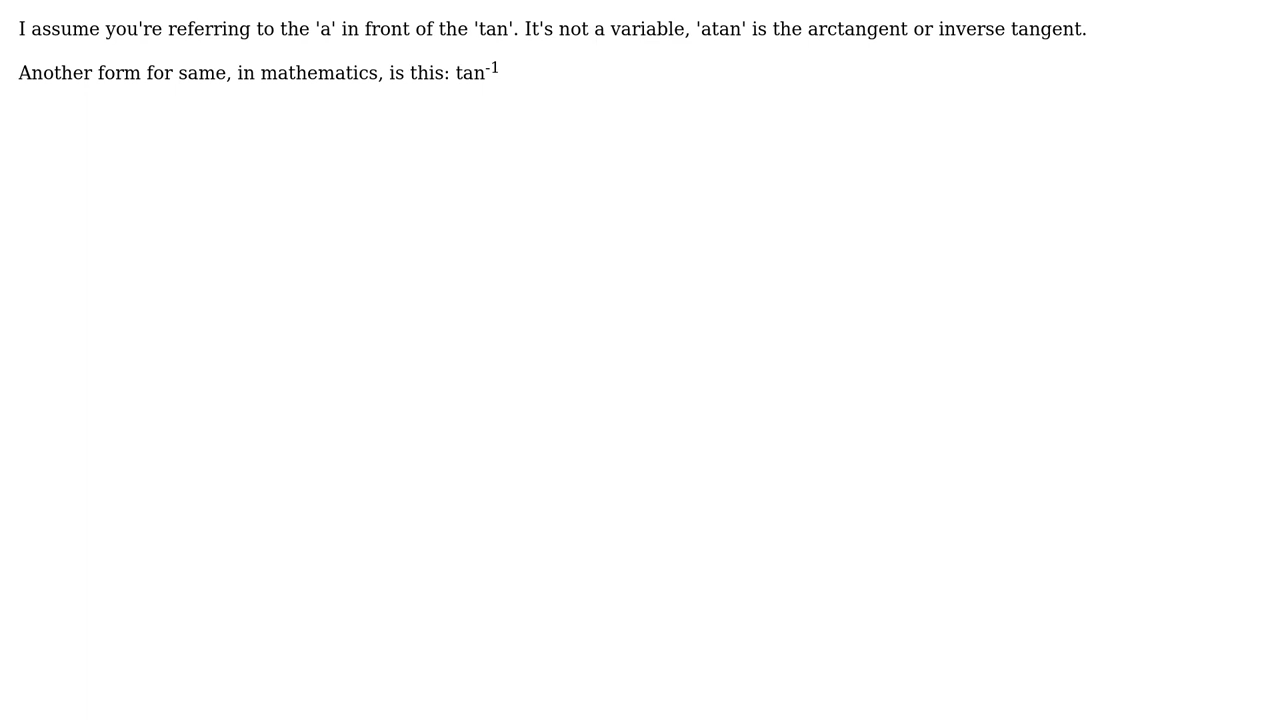 I assume you're referring to the 'a' in front of the 'tan'. It's not a variable, 'atan' is the arctangent or inverse tangent.
Another form for same, in mathematics, is this: tan-1